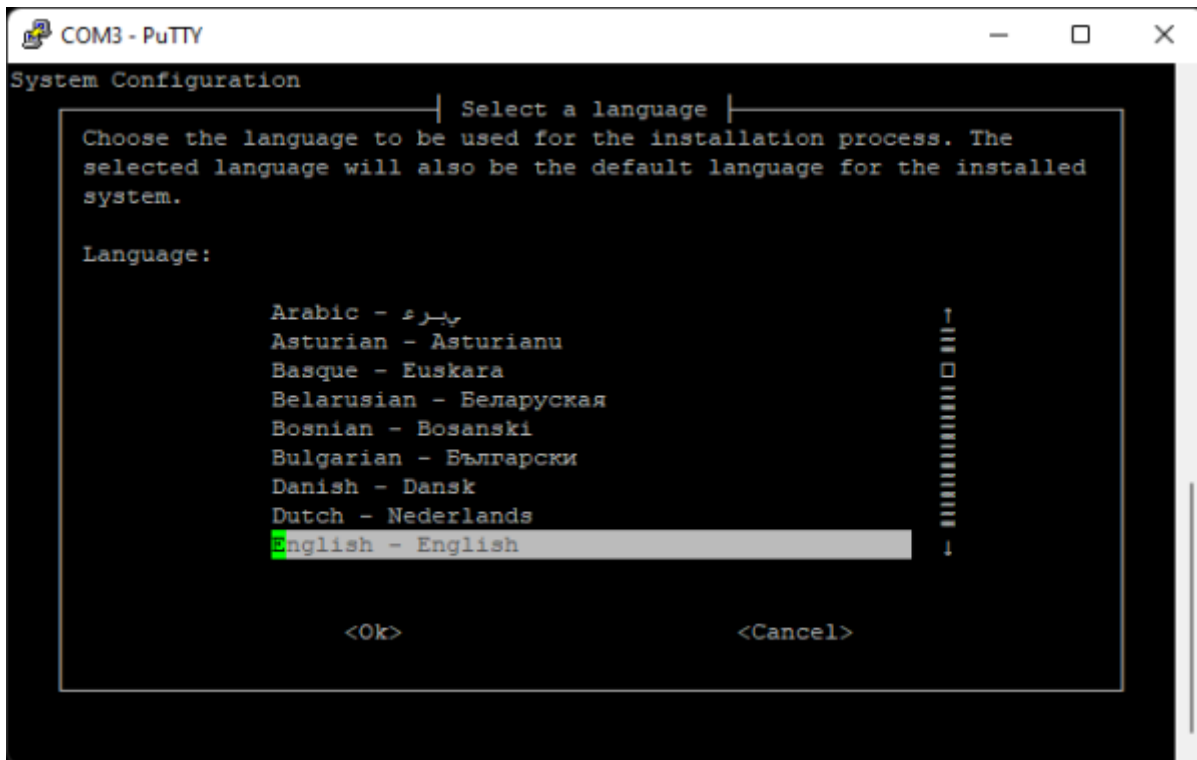 COM3 - PuTTY
System Configuration
Select a language
Choose the language to be used for the installation process. The
selected language will also be the default language for the installed
system.
Language:
Arabic - عربي
Asturian - Asturianu
Basque - Euskara
Belarusian - Беларуская
Bosnian - Bosanski
Bulgarian - Български
Danish - Dansk
Dutch - Nederlands
English - English
<Ok> <Cancel>